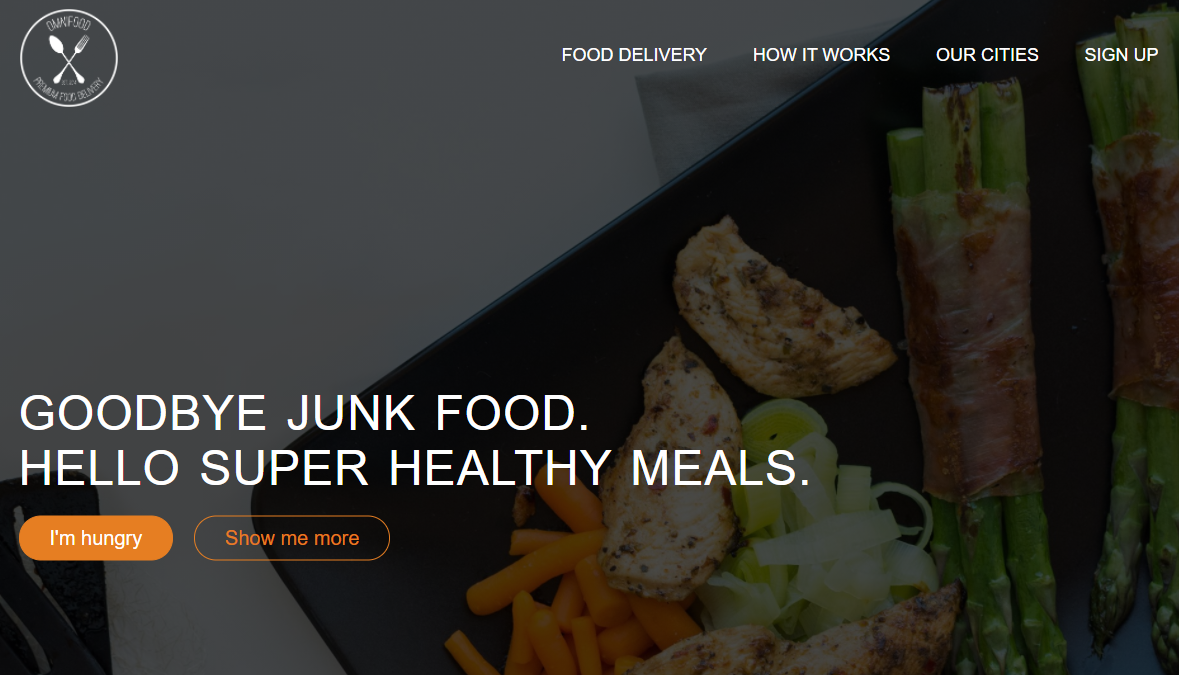 OMNIFOOD
PREMIUM FOOD DELIVERY
FOOD DELIVERY
HOW IT WORKS
OUR CITIES
SIGN UP
GOODBYE JUNK FOOD.
HELLO SUPER HEALTHY MEALS.
I'm hungry
Show me more